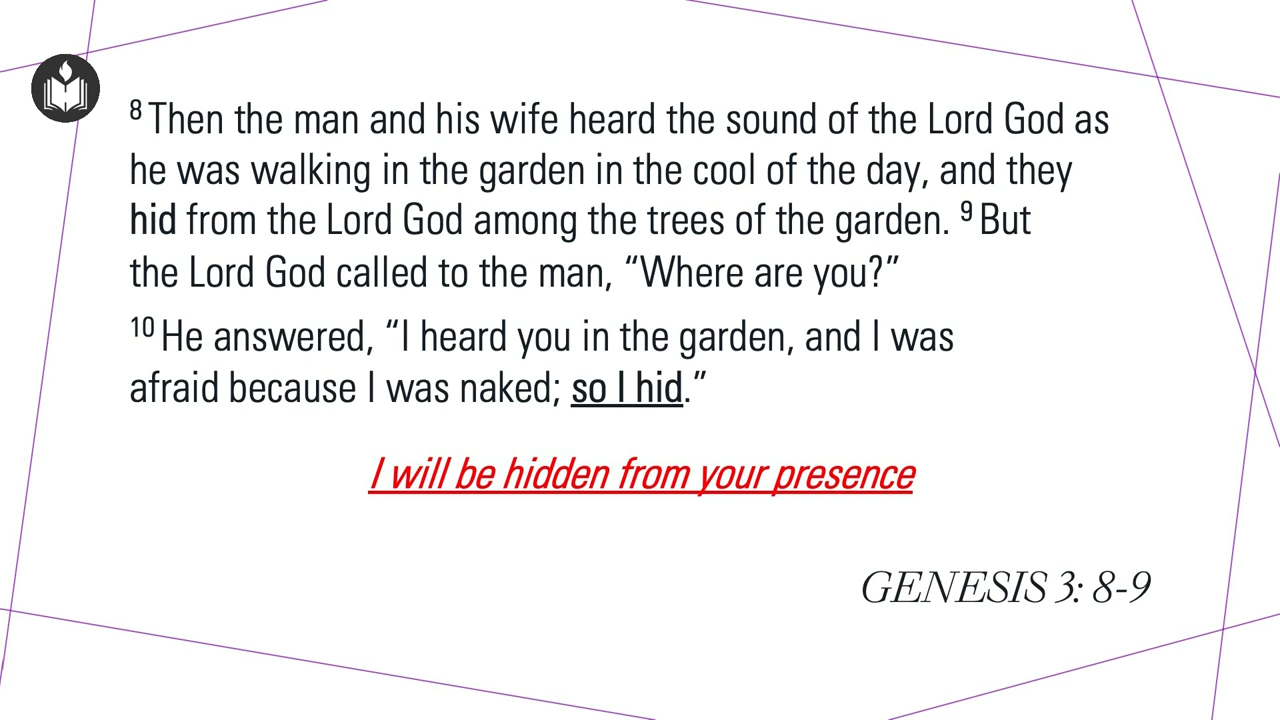 8 Then the man and his wife heard the sound of the Lord God as
he was walking in the garden in the cool of the day, and they
hid from the Lord God among the trees of the garden. 9 But
the Lord God called to the man, “Where are you?”
10 He answered, “I heard you in the garden, and I was
afraid because I was naked; so I hid.”
I will be hidden from your presence
GENESIS 3: 8-9